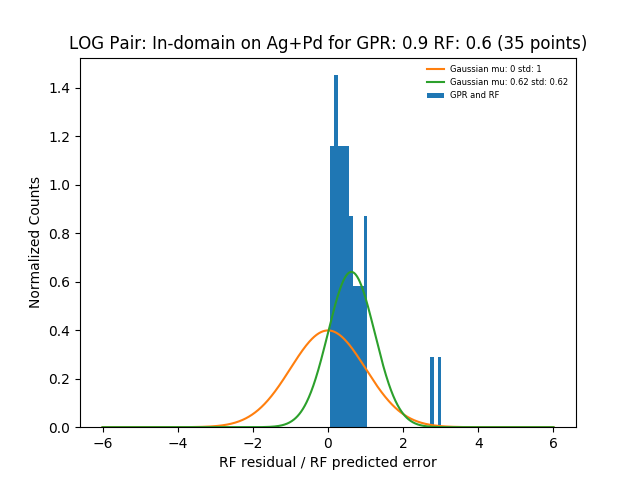 LOG Pair: In-domain on Ag+Pd for GPR: 0.9 RF: 0.6 (35 points)
Gaussian mu: 0 std: 1
Gaussian mu: 0.62 std: 0.62
GPR and RF
Normalized Counts
1.4
1.2
1.0
0.8
0.6
0.4
0.2
0.0
−6 −4 −2 0 2 4 6
RF residual / RF predicted error